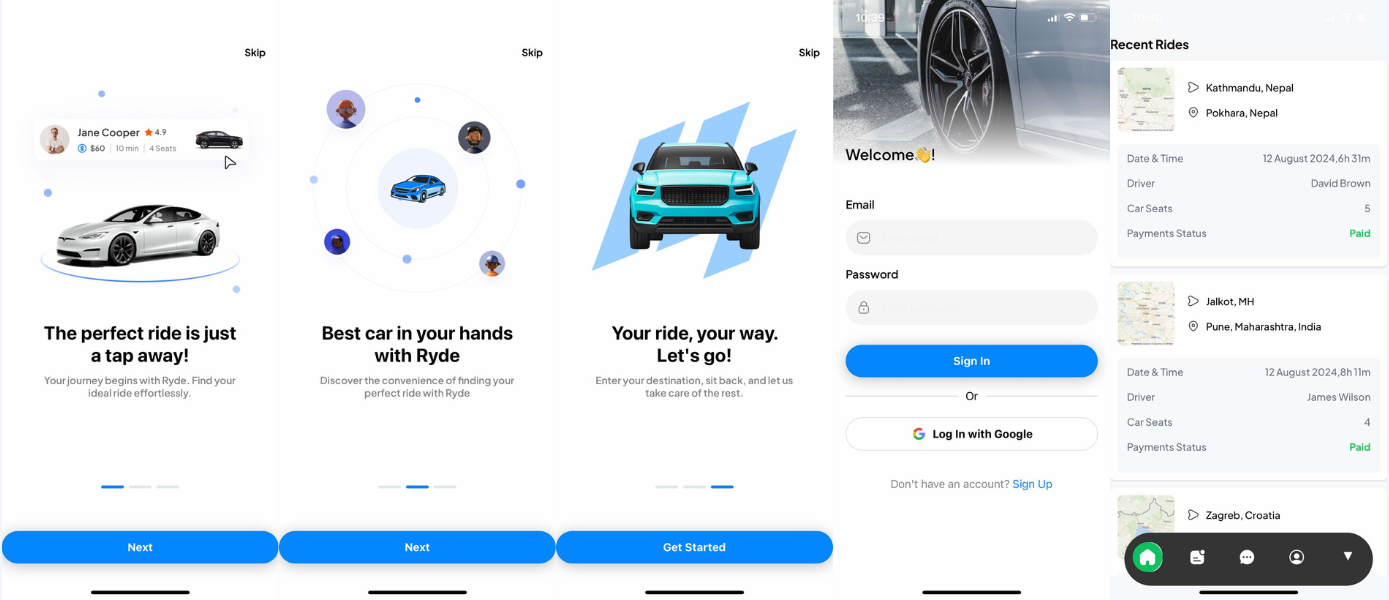 Skip
Jane Cooper ★ 4.9
$60 | 10 min | 4 Seats
The perfect ride is just
a tap away!
Your journey begins with Ryde. Find your
ideal ride effortlessly.
Next
Skip
Best car in your hands
with Ryde
Discover the convenience of finding your
perfect ride with Ryde
Next
Skip
Your ride, your way.
Let's go!
Enter your destination, sit back, and let us
take care of the rest.
Get Started
10:39
Welcome👋!
Email
Password
Sign In
Or
Log In with Google
Don't have an account? Sign Up
Recent Rides
Kathmandu, Nepal
Pokhara, Nepal
Date & Time 12 August 2024,6h 31m
Driver David Brown
Car Seats 5
Payments Status Paid
Jalkot, MH
Pune, Maharashtra, India
Date & Time 12 August 2024,8h 11m
Driver James Wilson
Car Seats 4
Payments Status Paid
Zagreb, Croatia